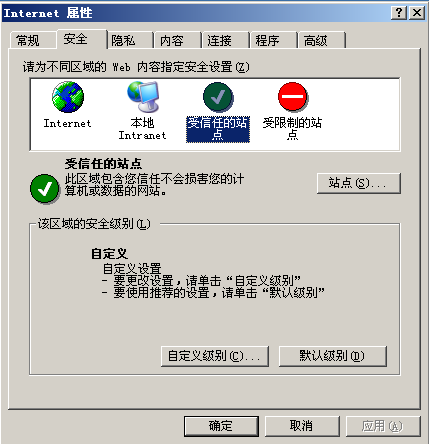 Internet 属性
常规 安全 隐私 内容 连接 程序 高级
请为不同区域的 Web 内容指定安全设置(Z)
Internet
本地
Intranet
受信任的站
点
受限制的站
点
受信任的站点
此区域包含您信任不会损害您的计
算机或数据的网站。
站点(S)...
该区域的安全级别(L)
自定义
自定义设置
- 要更改设置，请单击“自定义级别”
- 要使用推荐的设置，请单击“默认级别”
自定义级别(C)... 默认级别(D)
确定 取消 应用(A)